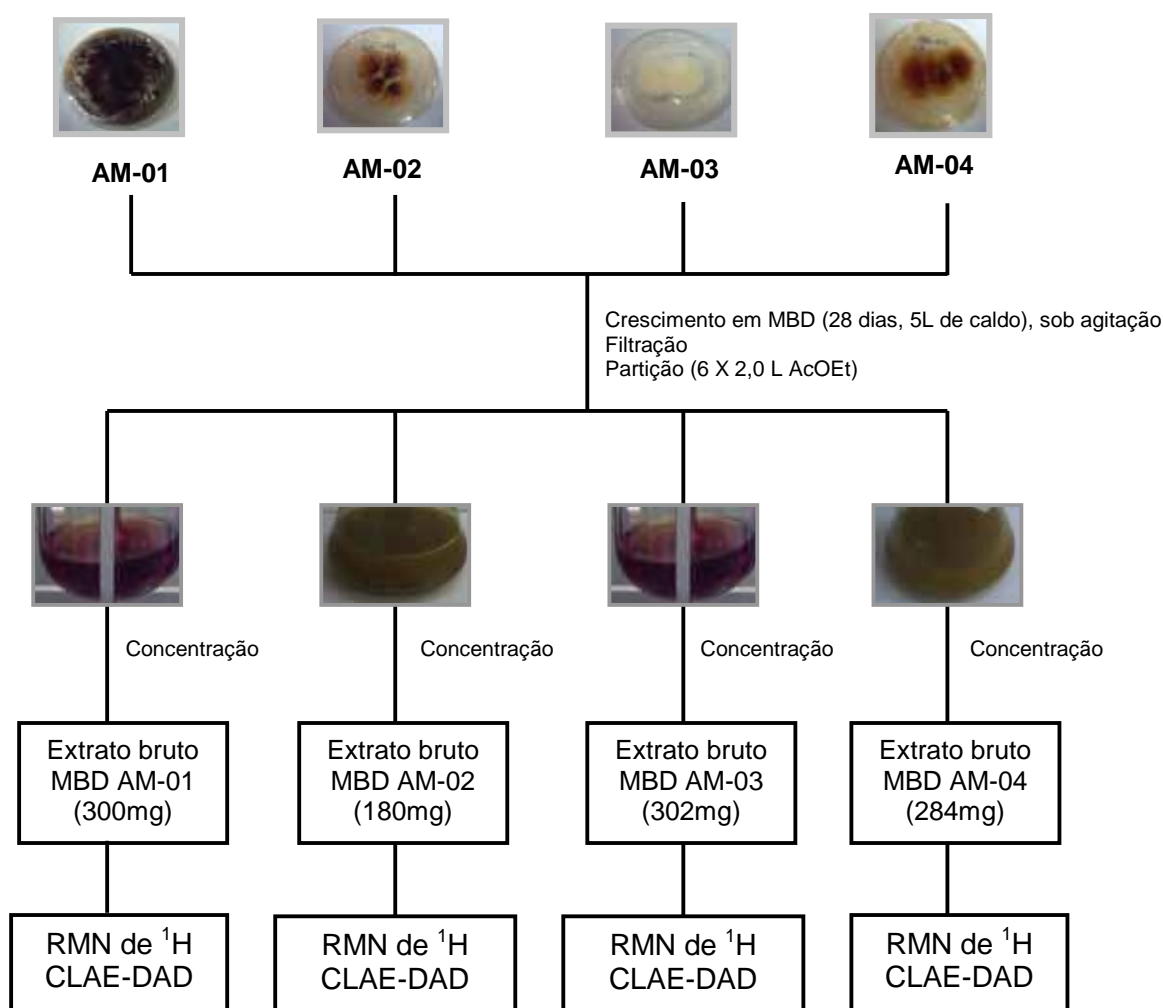 AM-01
AM-02
AM-03
AM-04
Crescimento em MBD (28 dias, 5L de caldo), sob agitação
Filtração
Partição (6 X 2,0 L AcOEt)
Concentração
Concentração
Concentração
Concentração
Extrato bruto
MBD AM-01
(300mg)
Extrato bruto
MBD AM-02
(180mg)
Extrato bruto
MBD AM-03
(302mg)
Extrato bruto
MBD AM-04
(284mg)
RMN de ¹H
CLAE-DAD
RMN de ¹H
CLAE-DAD
RMN de ¹H
CLAE-DAD
RMN de ¹H
CLAE-DAD